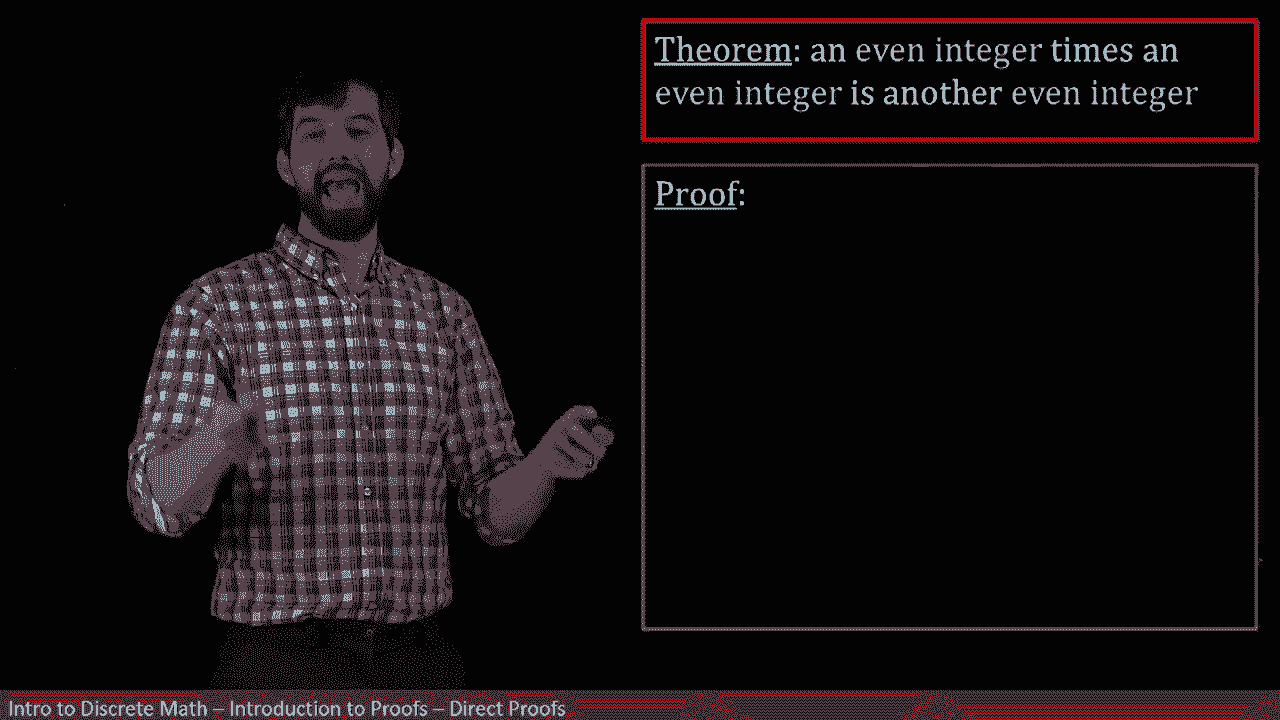 Theorem: an even integer times an
even integer is another even integer
Proof:
Intro to Discrete Math – Introduction to Proofs – Direct Proofs